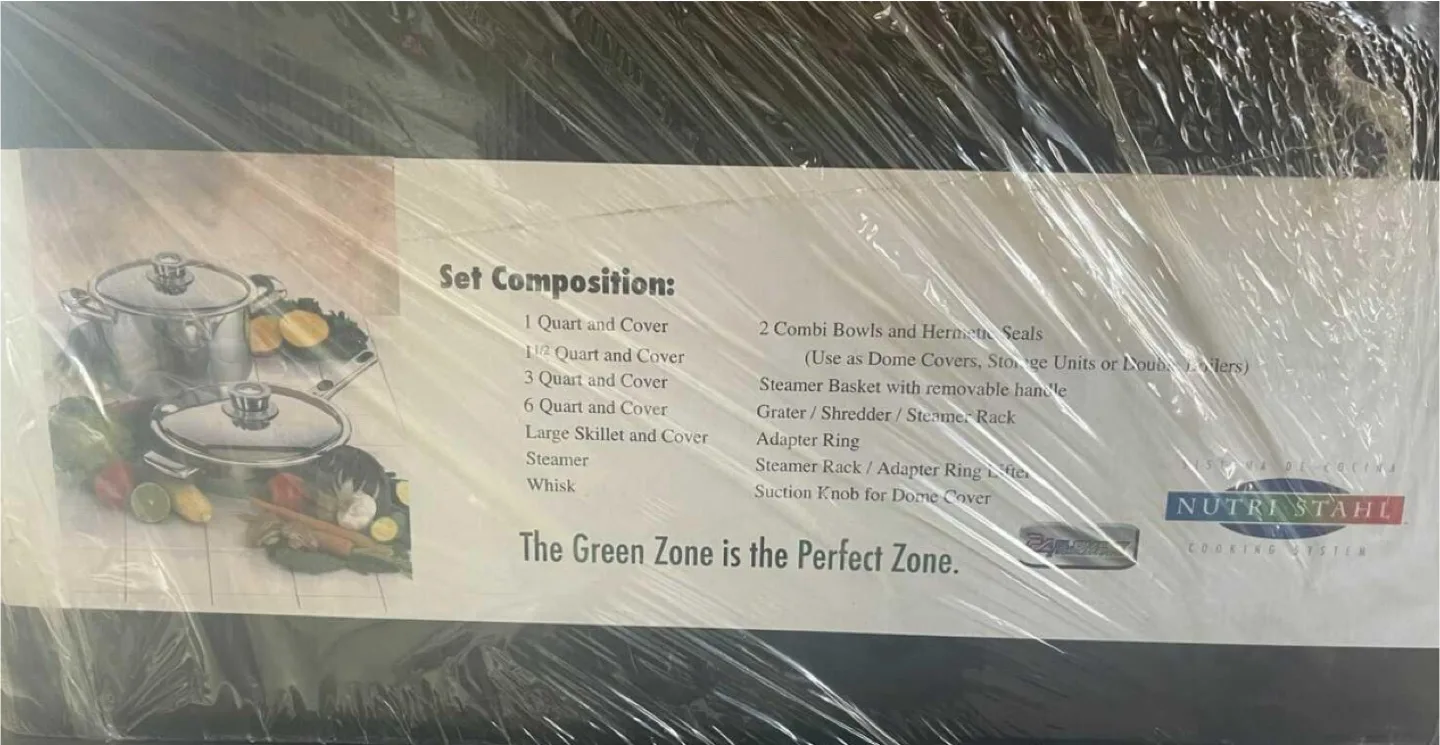 Set Composition:
1 Quart and Cover
1 1/2 Quart and Cover
3 Quart and Cover
6 Quart and Cover
Large Skillet and Cover
Steamer
Whisk
2 Combi Bowls and Hermetic Seals
(Use as Dome Covers, Storage Units or Double Boilers)
Steamer Basket with removable handle
Grater / Shredder / Steamer Rack
Adapter Ring
Steamer Rack / Adapter Ring Lifter
Suction Knob for Dome Cover
The Green Zone is the Perfect Zone.
SISTEMA DE COCINA
NUTRI STAHL
COOKING SYSTEM